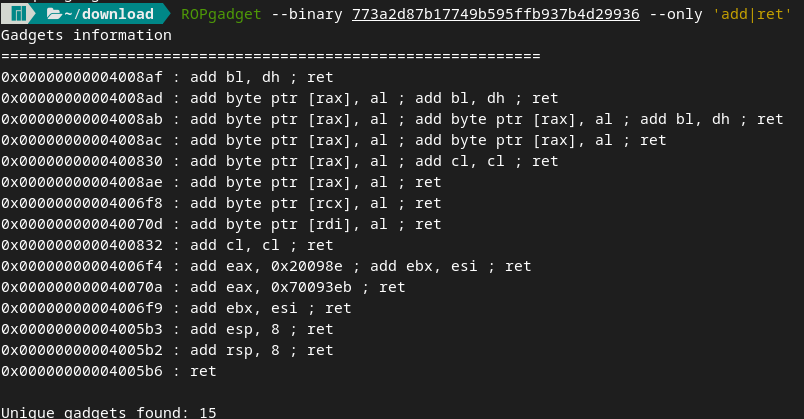 ~/download ROPgadget --binary 773a2d87b17749b595ffb937b4d29936 --only 'add|ret'
Gadgets information
============================================================
0x00000000004008af : add bl, dh ; ret
0x00000000004008ad : add byte ptr [rax], al ; add bl, dh ; ret
0x00000000004008ab : add byte ptr [rax], al ; add byte ptr [rax], al ; add bl, dh ; ret
0x00000000004008ac : add byte ptr [rax], al ; add byte ptr [rax], al ; ret
0x0000000000400830 : add byte ptr [rax], al ; add cl, cl ; ret
0x00000000004008ae : add byte ptr [rax], al ; ret
0x00000000004006f8 : add byte ptr [rcx], al ; ret
0x000000000040070d : add byte ptr [rdi], al ; ret
0x0000000000400832 : add cl, cl ; ret
0x00000000004006f4 : add eax, 0x20098e ; add ebx, esi ; ret
0x000000000040070a : add eax, 0x70093eb ; ret
0x00000000004006f9 : add ebx, esi ; ret
0x00000000004005b3 : add esp, 8 ; ret
0x00000000004005b2 : add rsp, 8 ; ret
0x00000000004005b6 : ret
Unique gadgets found: 15